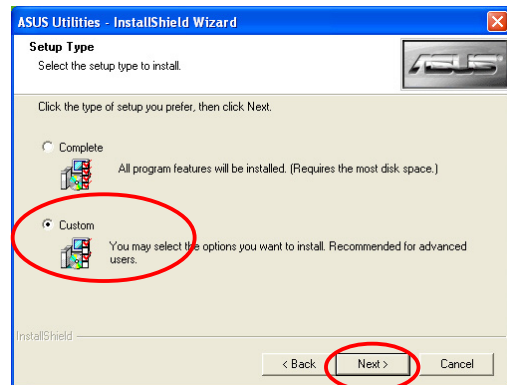 ASUS Utilities - InstallShield Wizard
Setup Type
Select the setup type to install.
ASUS
Click the type of setup you prefer, then click Next.
Complete
All program features will be installed. (Requires the most disk space.)
Custom
You may select the options you want to install. Recommended for advanced
users.
InstallShield
< Back
Next >
Cancel